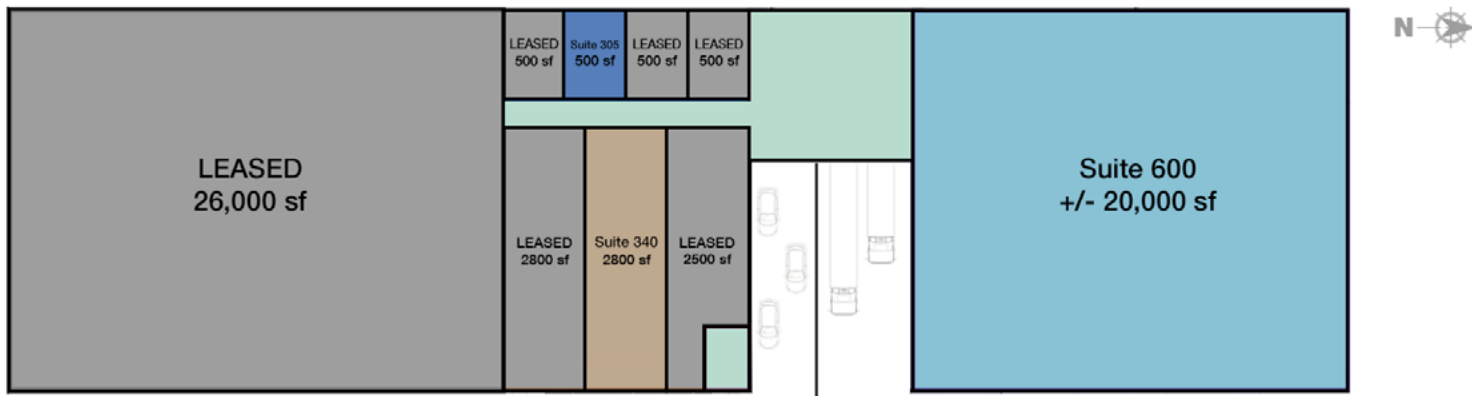 LEASED
26,000 sf
LEASED
500 sf
Suite 305
500 sf
LEASED
500 sf
LEASED
500 sf
LEASED
2800 sf
Suite 340
2800 sf
LEASED
2500 sf
Suite 600
+/- 20,000 sf
N